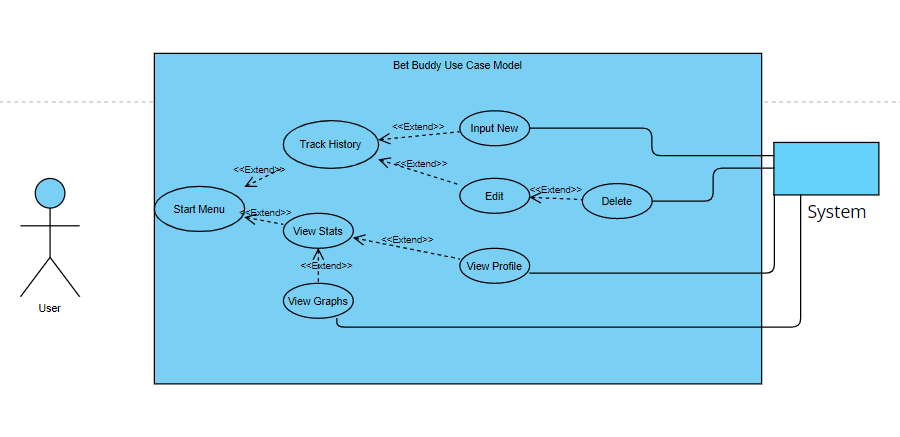 Bet Buddy Use Case Model
<<Extend>>
Input New
Track History
<<Extend>>
<<Extend>>
<<Extend>>
Edit
Delete
Start Menu
<<Extend>>
System
View Stats
<<Extend>>
<<Extend>>
View Profile
View Graphs
User